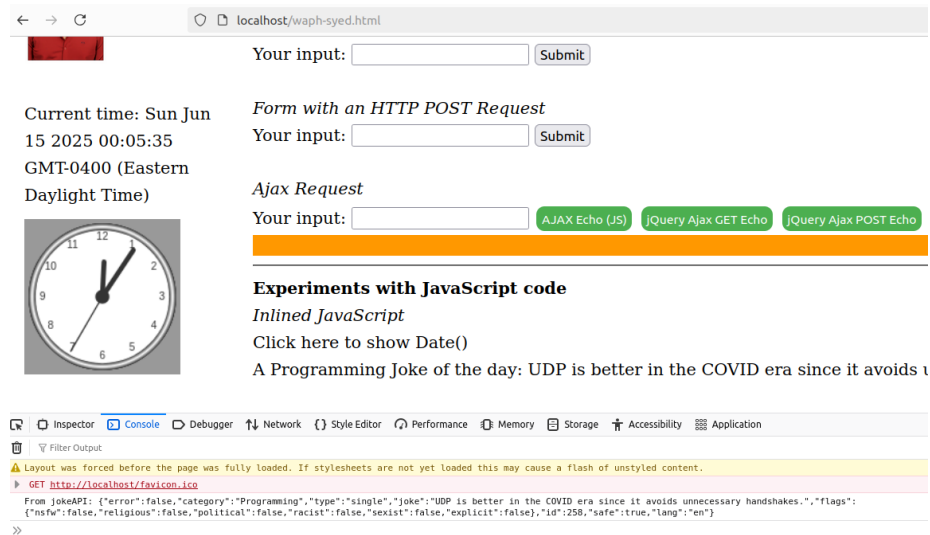 localhost/waph-syed.html
Your input: Submit
Form with an HTTP POST Request
Your input: Submit
Ajax Request
Your input: AJAX Echo (JS) jQuery Ajax GET Echo jQuery Ajax POST Echo
Current time: Sun Jun
15 2025 00:05:35
GMT-0400 (Eastern
Daylight Time)
12
11 1
10 2
9 3
8 4
7 5
6
Experiments with JavaScript code
Inlined JavaScript
Click here to show Date()
A Programming Joke of the day: UDP is better in the COVID era since it avoids
Inspector Console Debugger Network Style Editor Performance Memory Storage Accessibility Application
Filter Output
Layout was forced before the page was fully loaded. If stylesheets are not yet loaded this may cause a flash of unstyled content.
GET http://localhost/favicon.ico
From jokeAPI: {"error":false,"category":"Programming","type":"single","joke":"UDP is better in the COVID era since it avoids unnecessary handshakes.","flags":
{"nsfw":false,"religious":false,"political":false,"racist":false,"sexist":false,"explicit":false},"id":258,"safe":true,"lang":"en"}